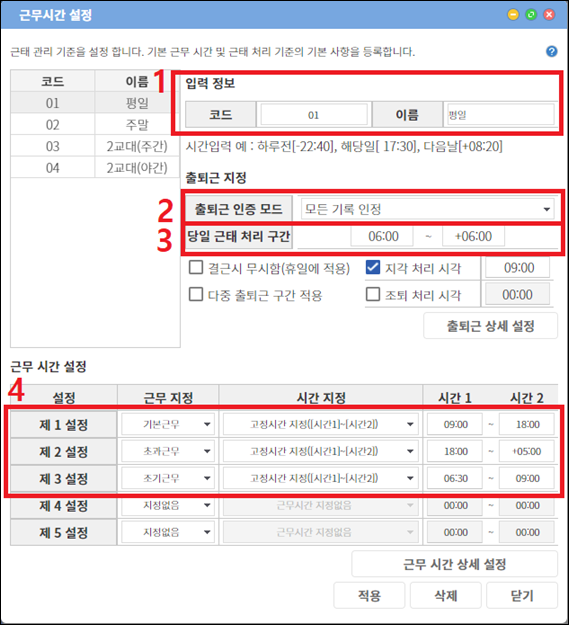 근무시간 설정
근태 관리 기준을 설정 합니다. 기본 근무 시간 및 근태 처리 기준의 기본 사항을 등록합니다. ?
코드 이름
01 평일
02 주말
03 2교대(주간)
04 2교대(야간)
1 입력 정보
코드 01 이름 평일
시간입력 예 : 하루전[-22:40], 해당일[ 17:30], 다음날[+08:20]
출퇴근 지정
2 출퇴근 인증 모드 모든 기록 인정
3 당일 근태 처리 구간 06:00 ~ +06:00
결근시 무시함(휴일에 적용) 지각 처리 시각 09:00
다중 출퇴근 구간 적용 조퇴 처리 시각 00:00
출퇴근 상세 설정
근무 시간 설정
4
설정 근무 지정 시간 지정 시간 1 시간 2
제 1 설정 기본근무 고정시간 지정([시간1]~[시간2]) 09:00 ~ 18:00
제 2 설정 초과근무 고정시간 지정([시간1]~[시간2]) 18:00 ~ +05:00
제 3 설정 조기근무 고정시간 지정([시간1]~[시간2]) 06:30 ~ 09:00
제 4 설정 지정없음 근무시간 지정없음 00:00 ~ 00:00
제 5 설정 지정없음 근무시간 지정없음 00:00 ~ 00:00
근무 시간 상세 설정
적용 삭제 닫기